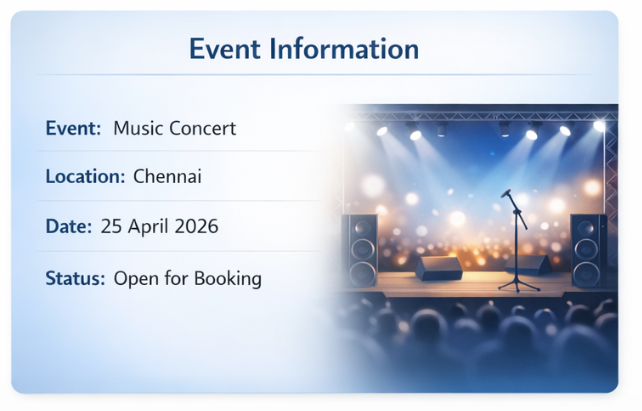 Event Information
Event: Music Concert
Location: Chennai
Date: 25 April 2026
Status: Open for Booking